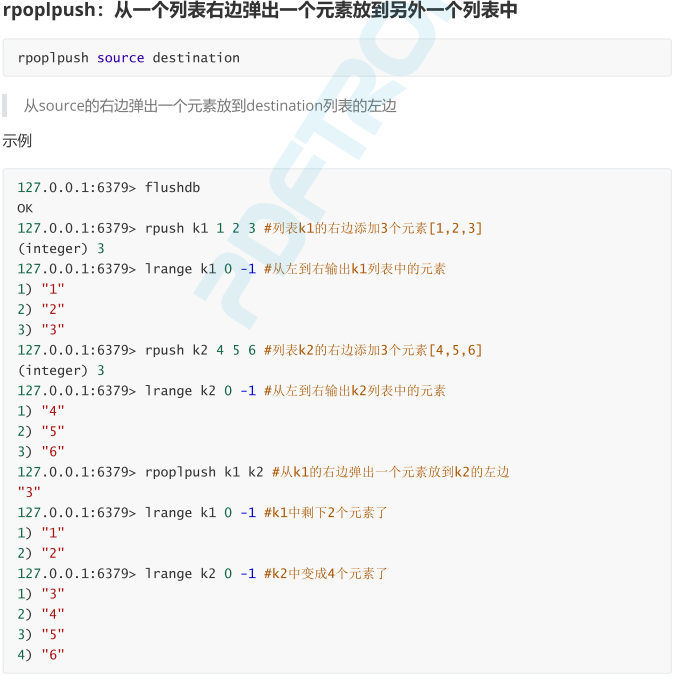 rpoplpush：从一个列表右边弹出一个元素放到另外一个列表中
rpoplpush source destination
从source的右边弹出一个元素放到destination列表的左边
示例
127.0.0.1:6379> flushdb
OK
127.0.0.1:6379> rpush k1 1 2 3 #列表k1的右边添加3个元素[1,2,3]
(integer) 3
127.0.0.1:6379> lrange k1 0 -1 #从左到右输出k1列表中的元素
1) "1"
2) "2"
3) "3"
127.0.0.1:6379> rpush k2 4 5 6 #列表k2的右边添加3个元素[4,5,6]
(integer) 3
127.0.0.1:6379> lrange k2 0 -1 #从左到右输出k2列表中的元素
1) "4"
2) "5"
3) "6"
127.0.0.1:6379> rpoplpush k1 k2 #从k1的右边弹出一个元素放到k2的左边
"3"
127.0.0.1:6379> lrange k1 0 -1 #k1中剩下2个元素了
1) "1"
2) "2"
127.0.0.1:6379> lrange k2 0 -1 #k2中变成4个元素了
1) "3"
2) "4"
3) "5"
4) "6"
PDFTRON